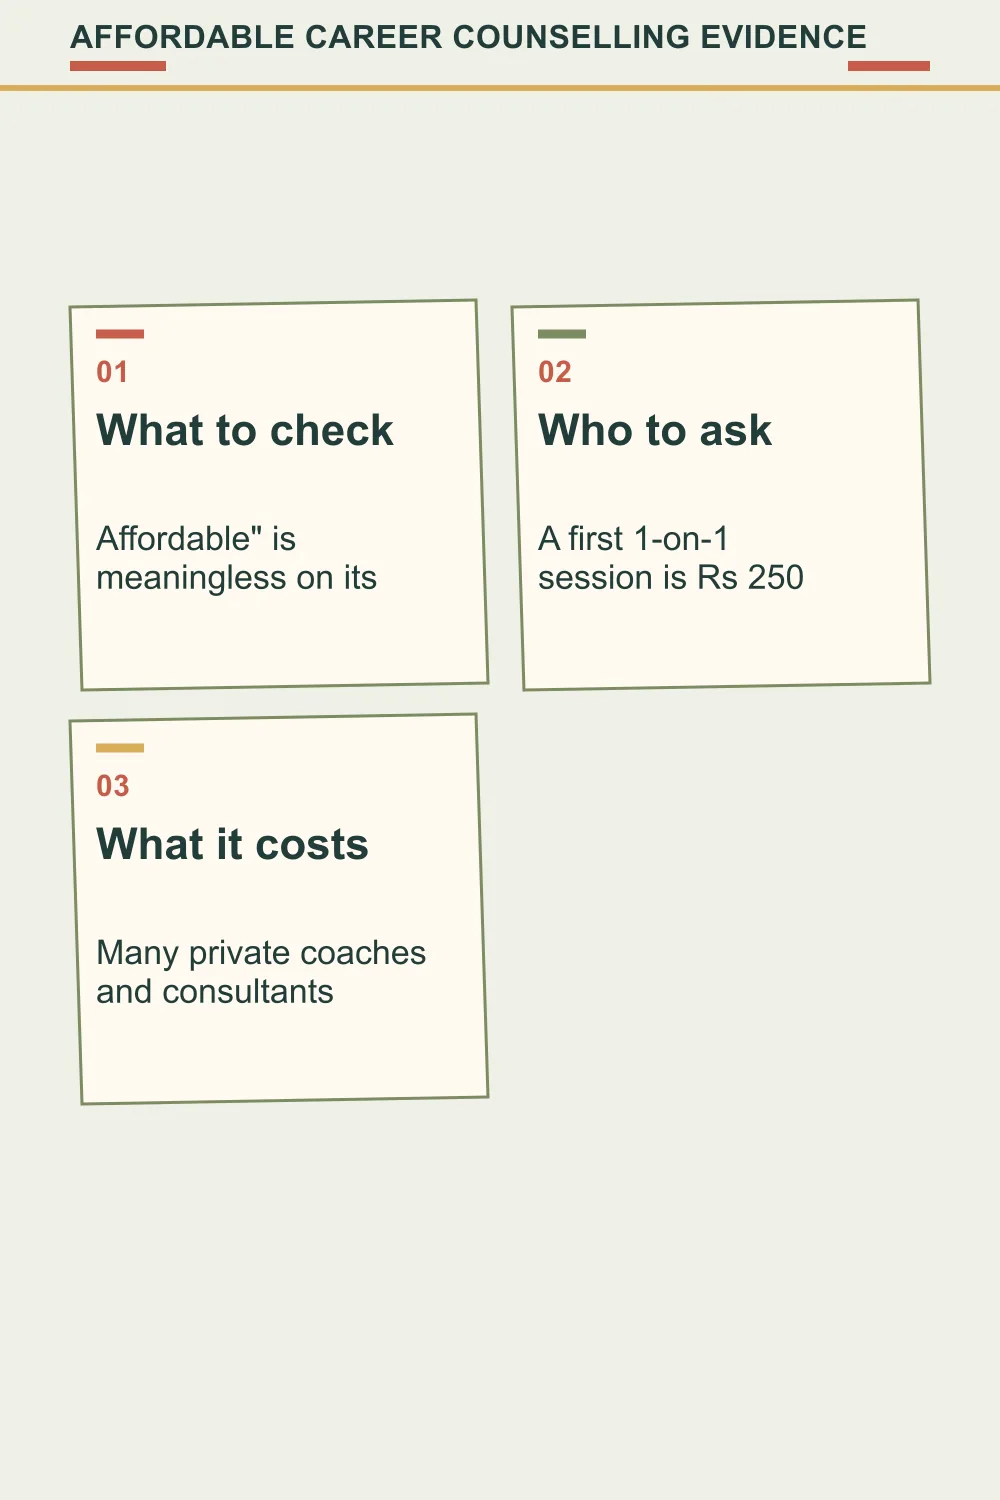 AFFORDABLE CAREER COUNSELLING EVIDENCE
01
What to check
Affordable" is
meaningless on its
02
Who to ask
A first 1-on-1
session is Rs 250
03
What it costs
Many private coaches
and consultants